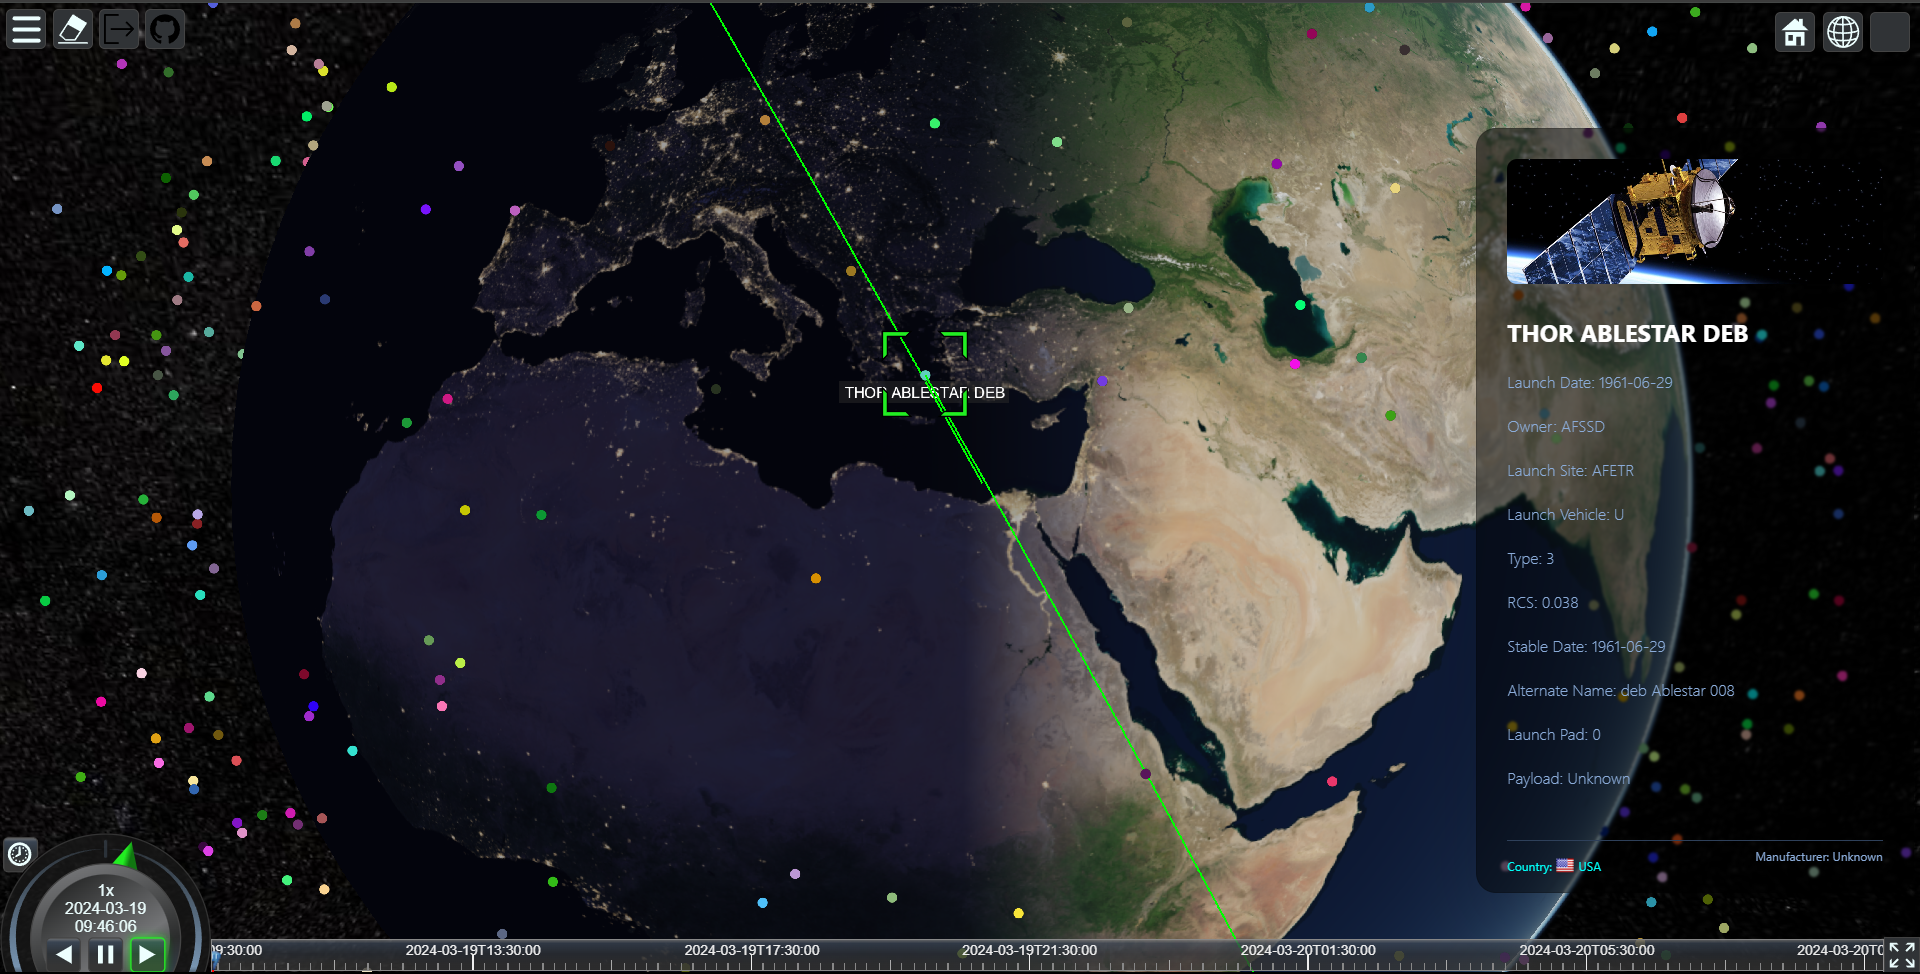 THOR ABLESTAR DEB
THOR ABLESTAR DEB
Launch Date: 1961-06-29
Owner: AFSSD
Launch Site: AFETR
Launch Vehicle: U
Type: 3
RCS: 0.038
Stable Date: 1961-06-29
Alternate Name: deb Ablestar 008
Launch Pad: 0
Payload: Unknown
Country: USA
Manufacturer: Unknown
1x
2024-03-19
09:46:06
9:30:00
2024-03-19T13:30:00
2024-03-19T17:30:00
2024-03-19T21:30:00
2024-03-20T01:30:00
2024-03-20T05:30:00
2024-03-20T0